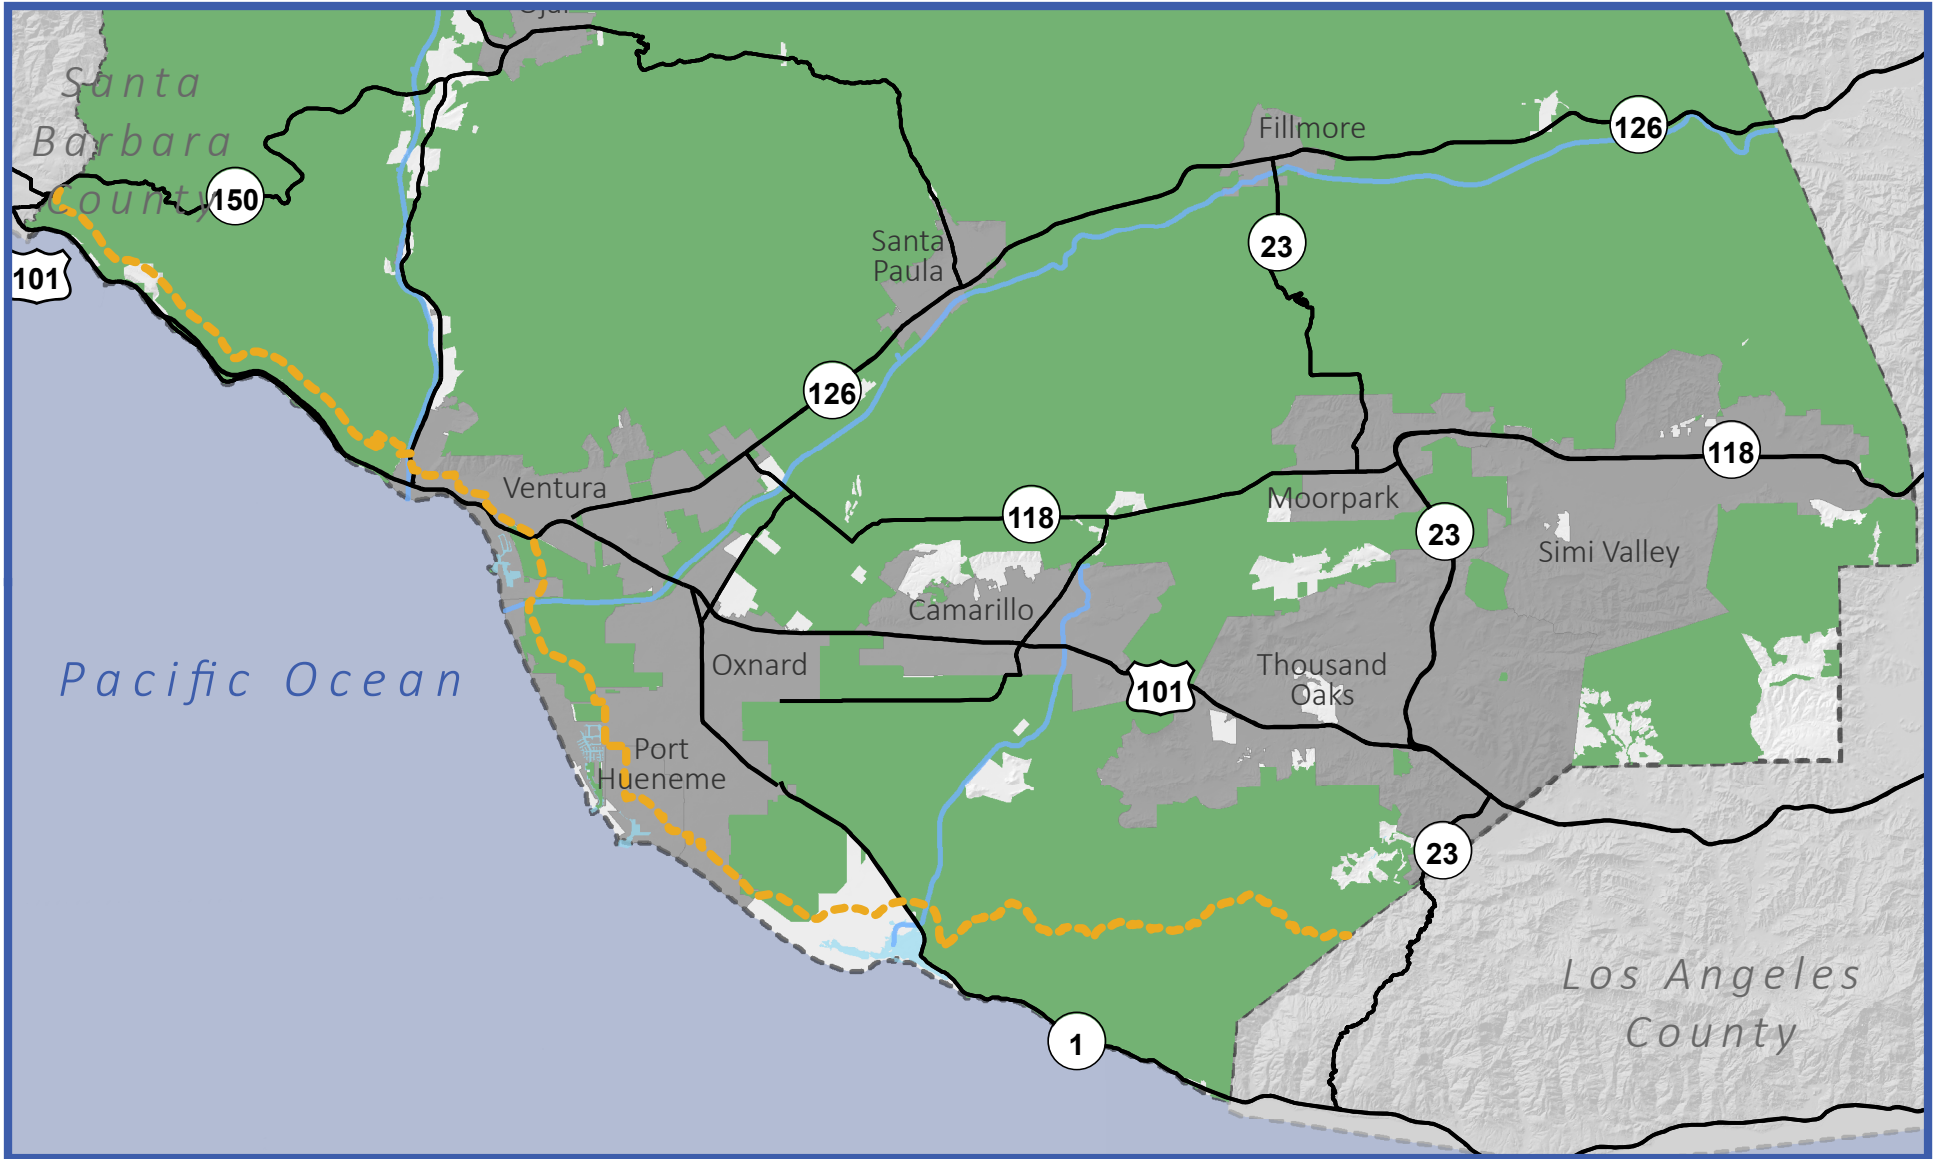 Ojai
Santa
Barbara
County
150
101
Fillmore
126
Santa
Paula
23
126
118
Ventura
118
Moorpark
23
Simi Valley
Camarillo
Oxnard
Thousand
Oaks
101
Pacific Ocean
Port
Hueneme
23
Los Angeles
County
1